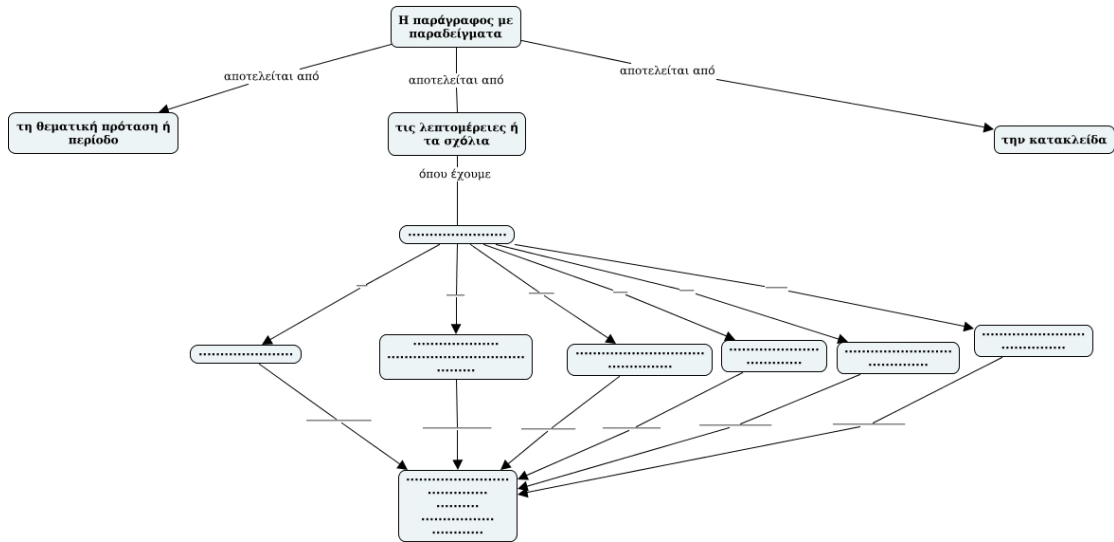 Η παράγραφος με
παραδείγματα
αποτελείται από
αποτελείται από
αποτελείται από
τη θεματική πρόταση ή
περίοδο
τις λεπτομέρειες ή
τα σχόλια
την κατακλείδα
όπου έχουμε
........................
.......................
.....................
.................................
.........
...............................
................
......................
.............
...................
..............
.........................
...............
.........................
..............
..........
.................
............